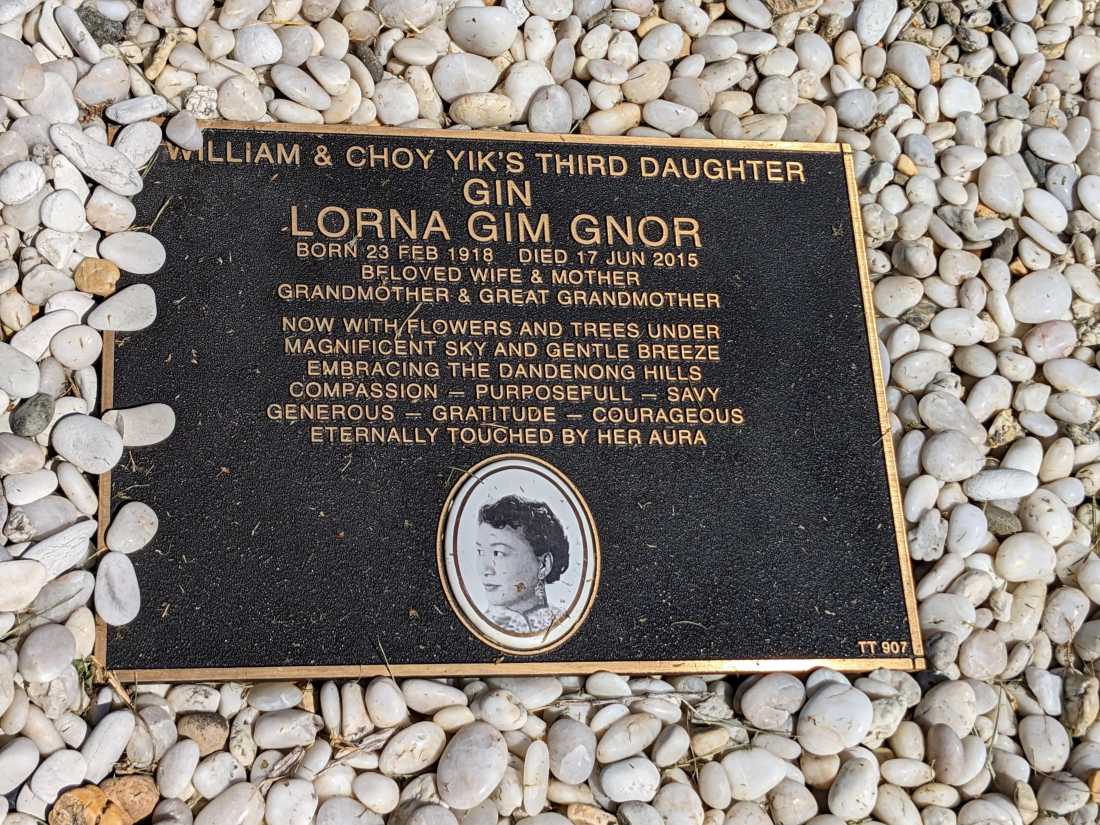 WILLIAM & CHOY YIK'S THIRD DAUGHTER
GIN
LORNA GIM GNOR
BORN 23 FEB 1918 DIED 17 JUN 2015
BELOVED WIFE & MOTHER
GRANDMOTHER & GREAT GRANDMOTHER
NOW WITH FLOWERS AND TREES UNDER
MAGNIFICENT SKY AND GENTLE BREEZE
EMBRACING THE DANDENONG HILLS
COMPASSION – PURPOSEFULL – SAVY
GENEROUS – GRATITUDE – COURAGEOUS
ETERNALLY TOUCHED BY HER AURA
TT 907